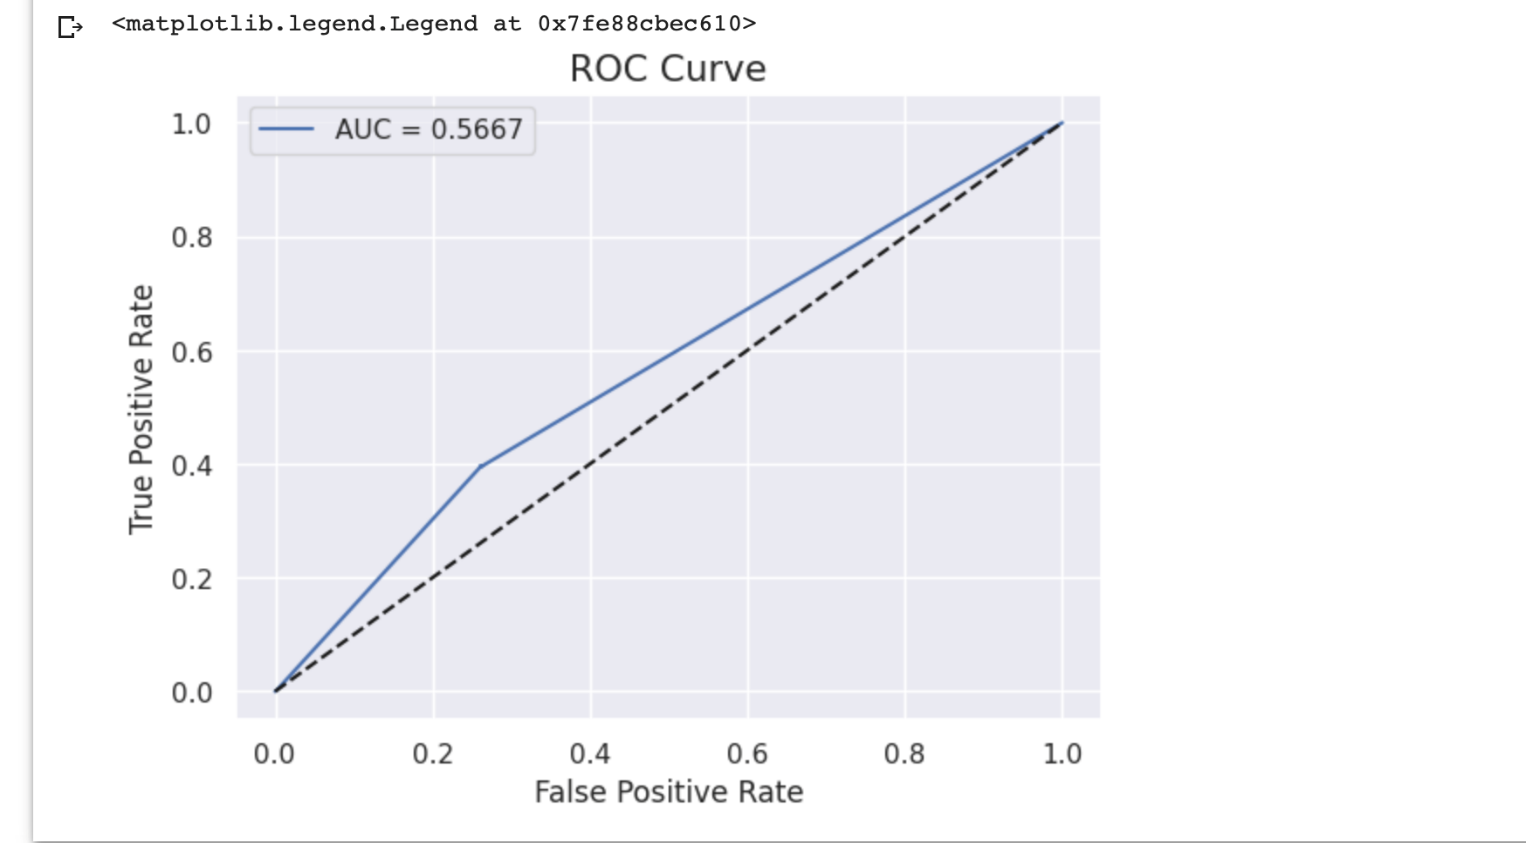 <matplotlib.legend.Legend at 0x7fe88cbec610>
ROC Curve
AUC = 0.5667
1.0
0.8
0.6
0.4
0.2
0.0
True Positive Rate
0.0 0.2 0.4 0.6 0.8 1.0
False Positive Rate